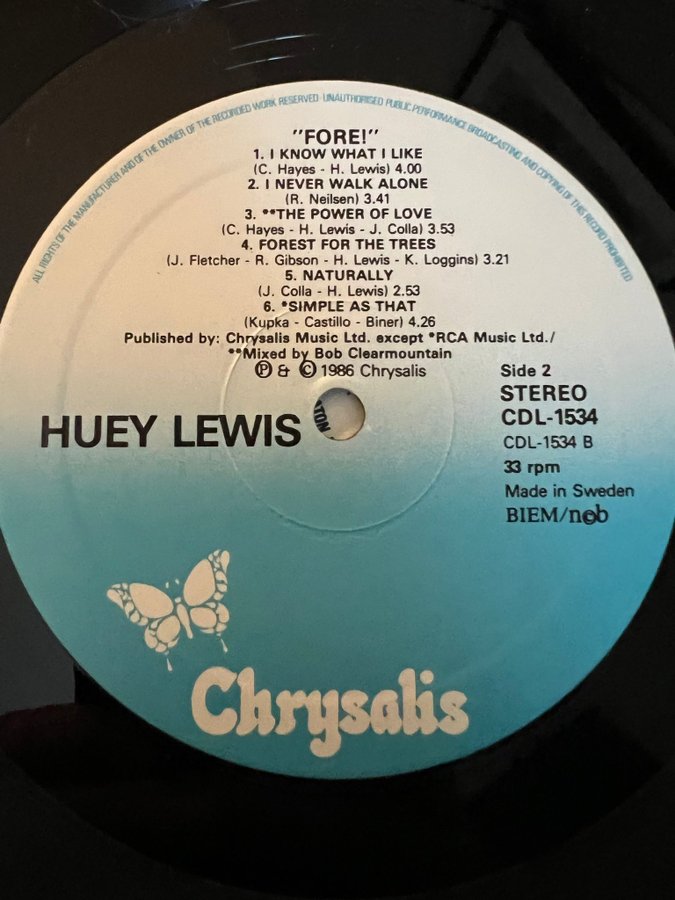 ALL RIGHTS OF THE MANUFACTURER AND OF THE OWNER OF THE RECORDED WORK RESERVED UNAUTHORISED PUBLIC PERFORMANCE BROADCASTING AND COPYING OF THIS RECORD PROHIBITED
"FORE!"
1. I KNOW WHAT I LIKE
(C. Hayes - H. Lewis) 4.00
2. I NEVER WALK ALONE
(R. Neilsen) 3.41
3. **THE POWER OF LOVE
(C. Hayes - H. Lewis - J. Colla) 3.53
4. FOREST FOR THE TREES
(J. Fletcher - R. Gibson - H. Lewis - K. Loggins) 3.21
5. NATURALLY
(J. Colla - H. Lewis) 2.53
6. *SIMPLE AS THAT
(Kupka - Castillo - Biner) 4.26
Published by: Chrysalis Music Ltd. except *RCA Music Ltd./
**Mixed by Bob Clearmountain
℗ & © 1986 Chrysalis
HUEY LEWIS
Side 2
STEREO
CDL-1534
CDL-1534 B
33 rpm
Made in Sweden
BIEM/ncb
Chrysalis